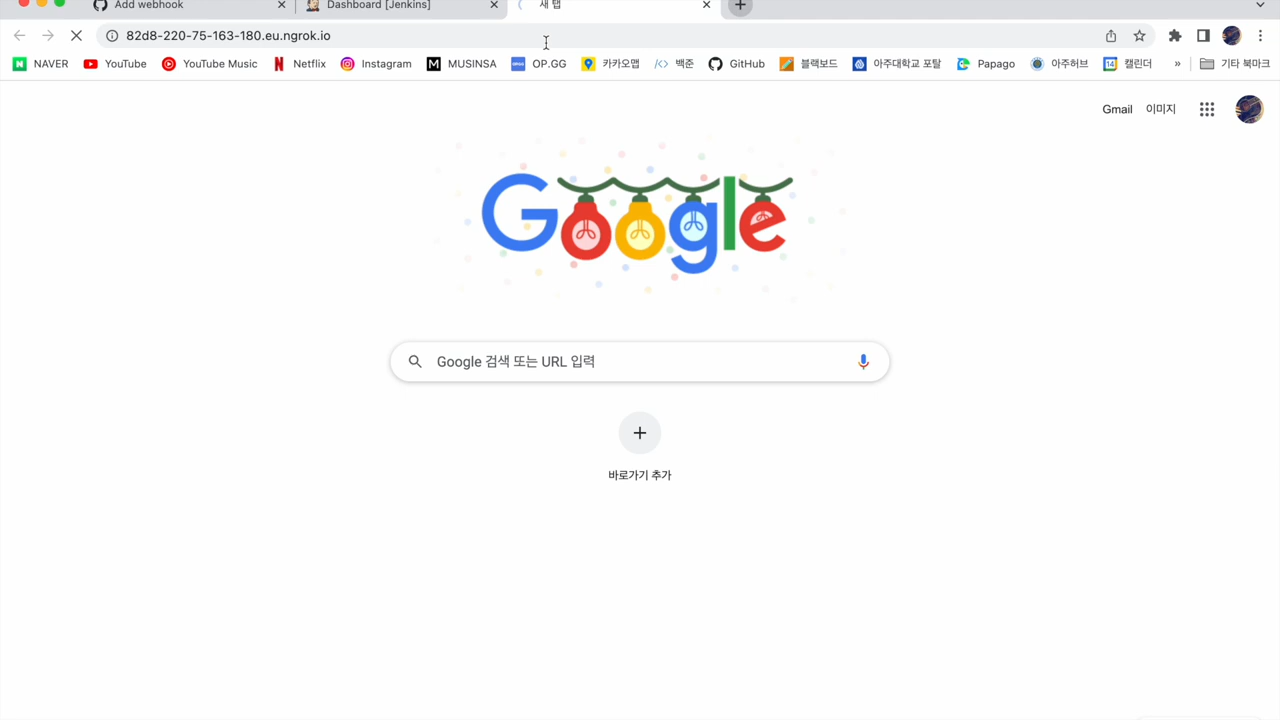 Add webhook
Dashboard [Jenkins]
새 탭
82d8-220-75-163-180.eu.ngrok.io
NAVER YouTube YouTube Music Netflix Instagram M MUSINSA OP.GG 카카오맵 </> 백준 GitHub 블랙보드 아주대학교 포탈 Papago 아주허브 14 캘린더 » 기타 북마크
Gmail 이미지
Google
Google 검색 또는 URL 입력
바로가기 추가